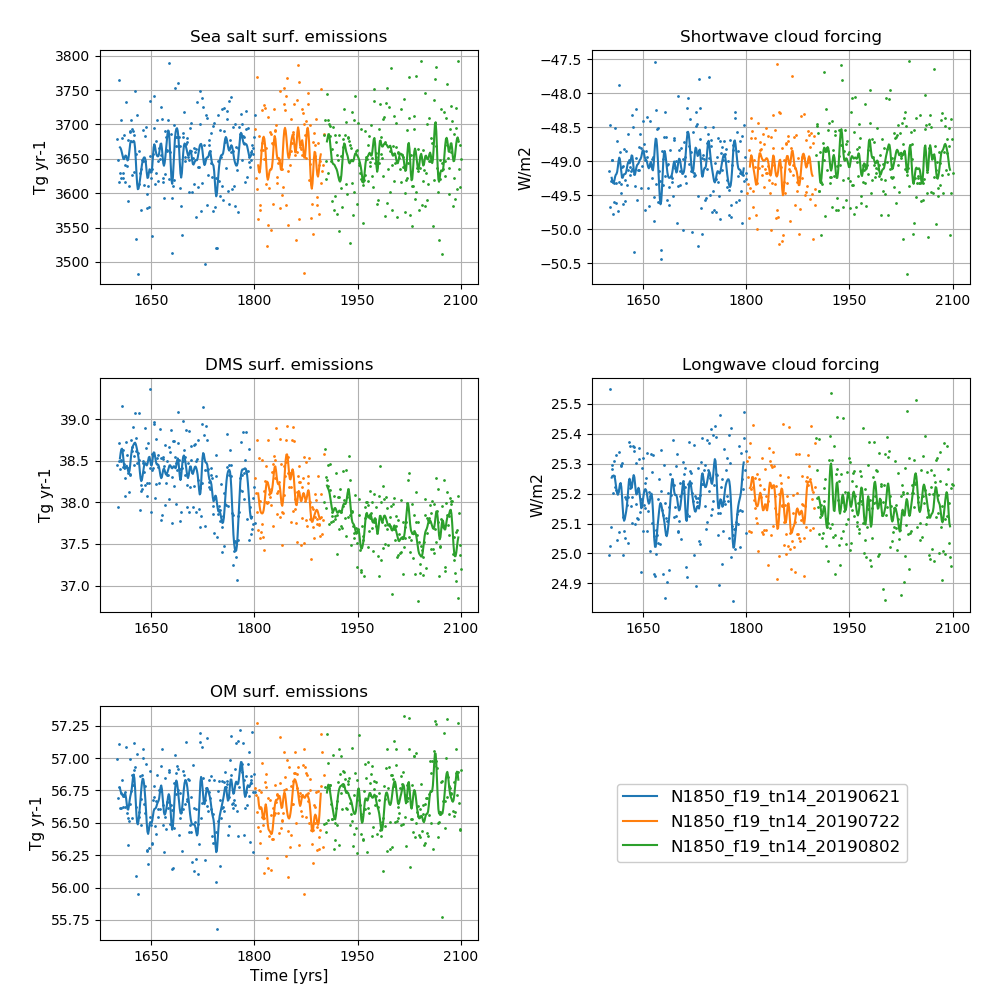 Sea salt surf. emissions
Tg yr-1
3800
3750
3700
3650
3600
3550
3500
1650 1800 1950 2100
Shortwave cloud forcing
W/m2
−47.5
−48.0
−48.5
−49.0
−49.5
−50.0
−50.5
1650 1800 1950 2100
DMS surf. emissions
Tg yr-1
39.0
38.5
38.0
37.5
37.0
1650 1800 1950 2100
Longwave cloud forcing
W/m2
25.5
25.4
25.3
25.2
25.1
25.0
24.9
1650 1800 1950 2100
OM surf. emissions
Tg yr-1
57.25
57.00
56.75
56.50
56.25
56.00
55.75
1650 1800 1950 2100
Time [yrs]
N1850_f19_tn14_20190621
N1850_f19_tn14_20190722
N1850_f19_tn14_20190802